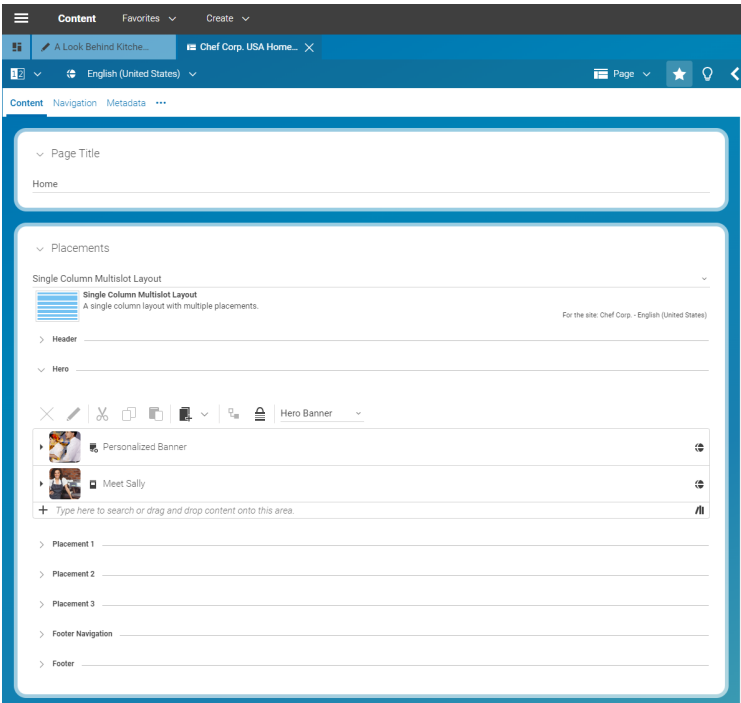 Content Favorites Create
A Look Behind Kitche... Chef Corp. USA Home...
12 English (United States) Page
Content Navigation Metadata •••
Page Title
Home
Placements
Single Column Multislot Layout
Single Column Multislot Layout
A single column layout with multiple placements.
For the site: Chef Corp. - English (United States)
Header
Hero
Hero Banner
Personalized Banner
Meet Sally
Type here to search or drag and drop content onto this area.
Placement 1
Placement 2
Placement 3
Footer Navigation
Footer